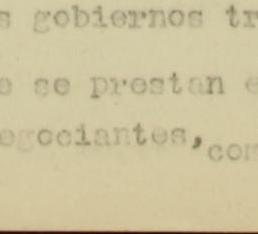 s gobiernos tr
e se prestan e
egociantes, com